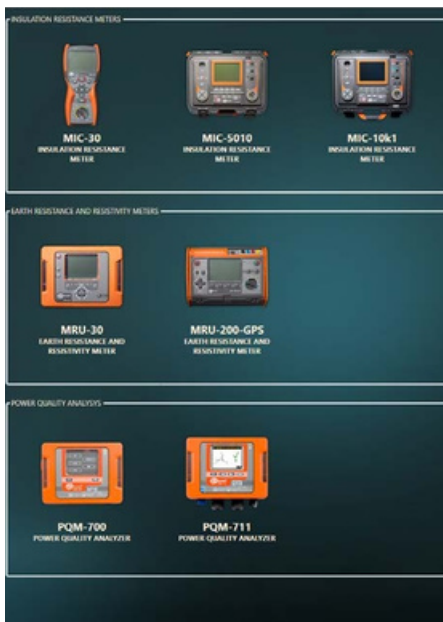 INSULATION RESISTANCE METERS
MIC-30
INSULATION RESISTANCE
METER
MIC-5010
INSULATION RESISTANCE
METER
MIC-10k1
INSULATION RESISTANCE
METER
EARTH RESISTANCE AND RESISTIVITY METERS
MRU-30
EARTH RESISTANCE AND
RESISTIVITY METER
MRU-200-GPS
EARTH RESISTANCE AND
RESISTIVITY METER
POWER QUALITY ANALYSYS
PQM-700
POWER QUALITY ANALYZER
PQM-711
POWER QUALITY ANALYZER